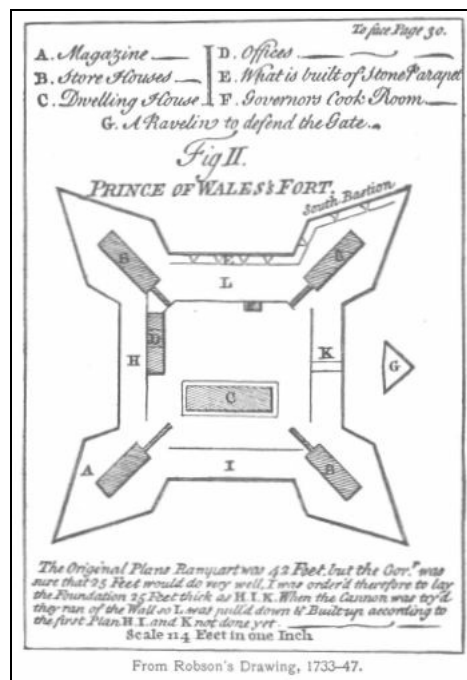 To face Page 30.
A. Magazine
B. Store Houses
C. Dwelling House
D. Offices
E. What is built of Stone Parapet
F. Governors Cook Room
G. A Ravelin to defend the Gate.
Fig II.
PRINCE OF WALES'S FORT.
South Bastion
B
E
B
L
D
H
K
G
C
A
I
B
The Original Plans Rampart was 42 Feet, but the Gov.r was
sure that 25 Feet would do very well, I was order'd therefore to lay
the Foundation 25 Feet thick as H.I.K. When the Cannon was try'd
they ran of the Wall so L was pull'd down & Built up according to
the first Plan H.I. and K not done yet
Scale 114 Feet in one Inch
From Robson's Drawing, 1733-47.